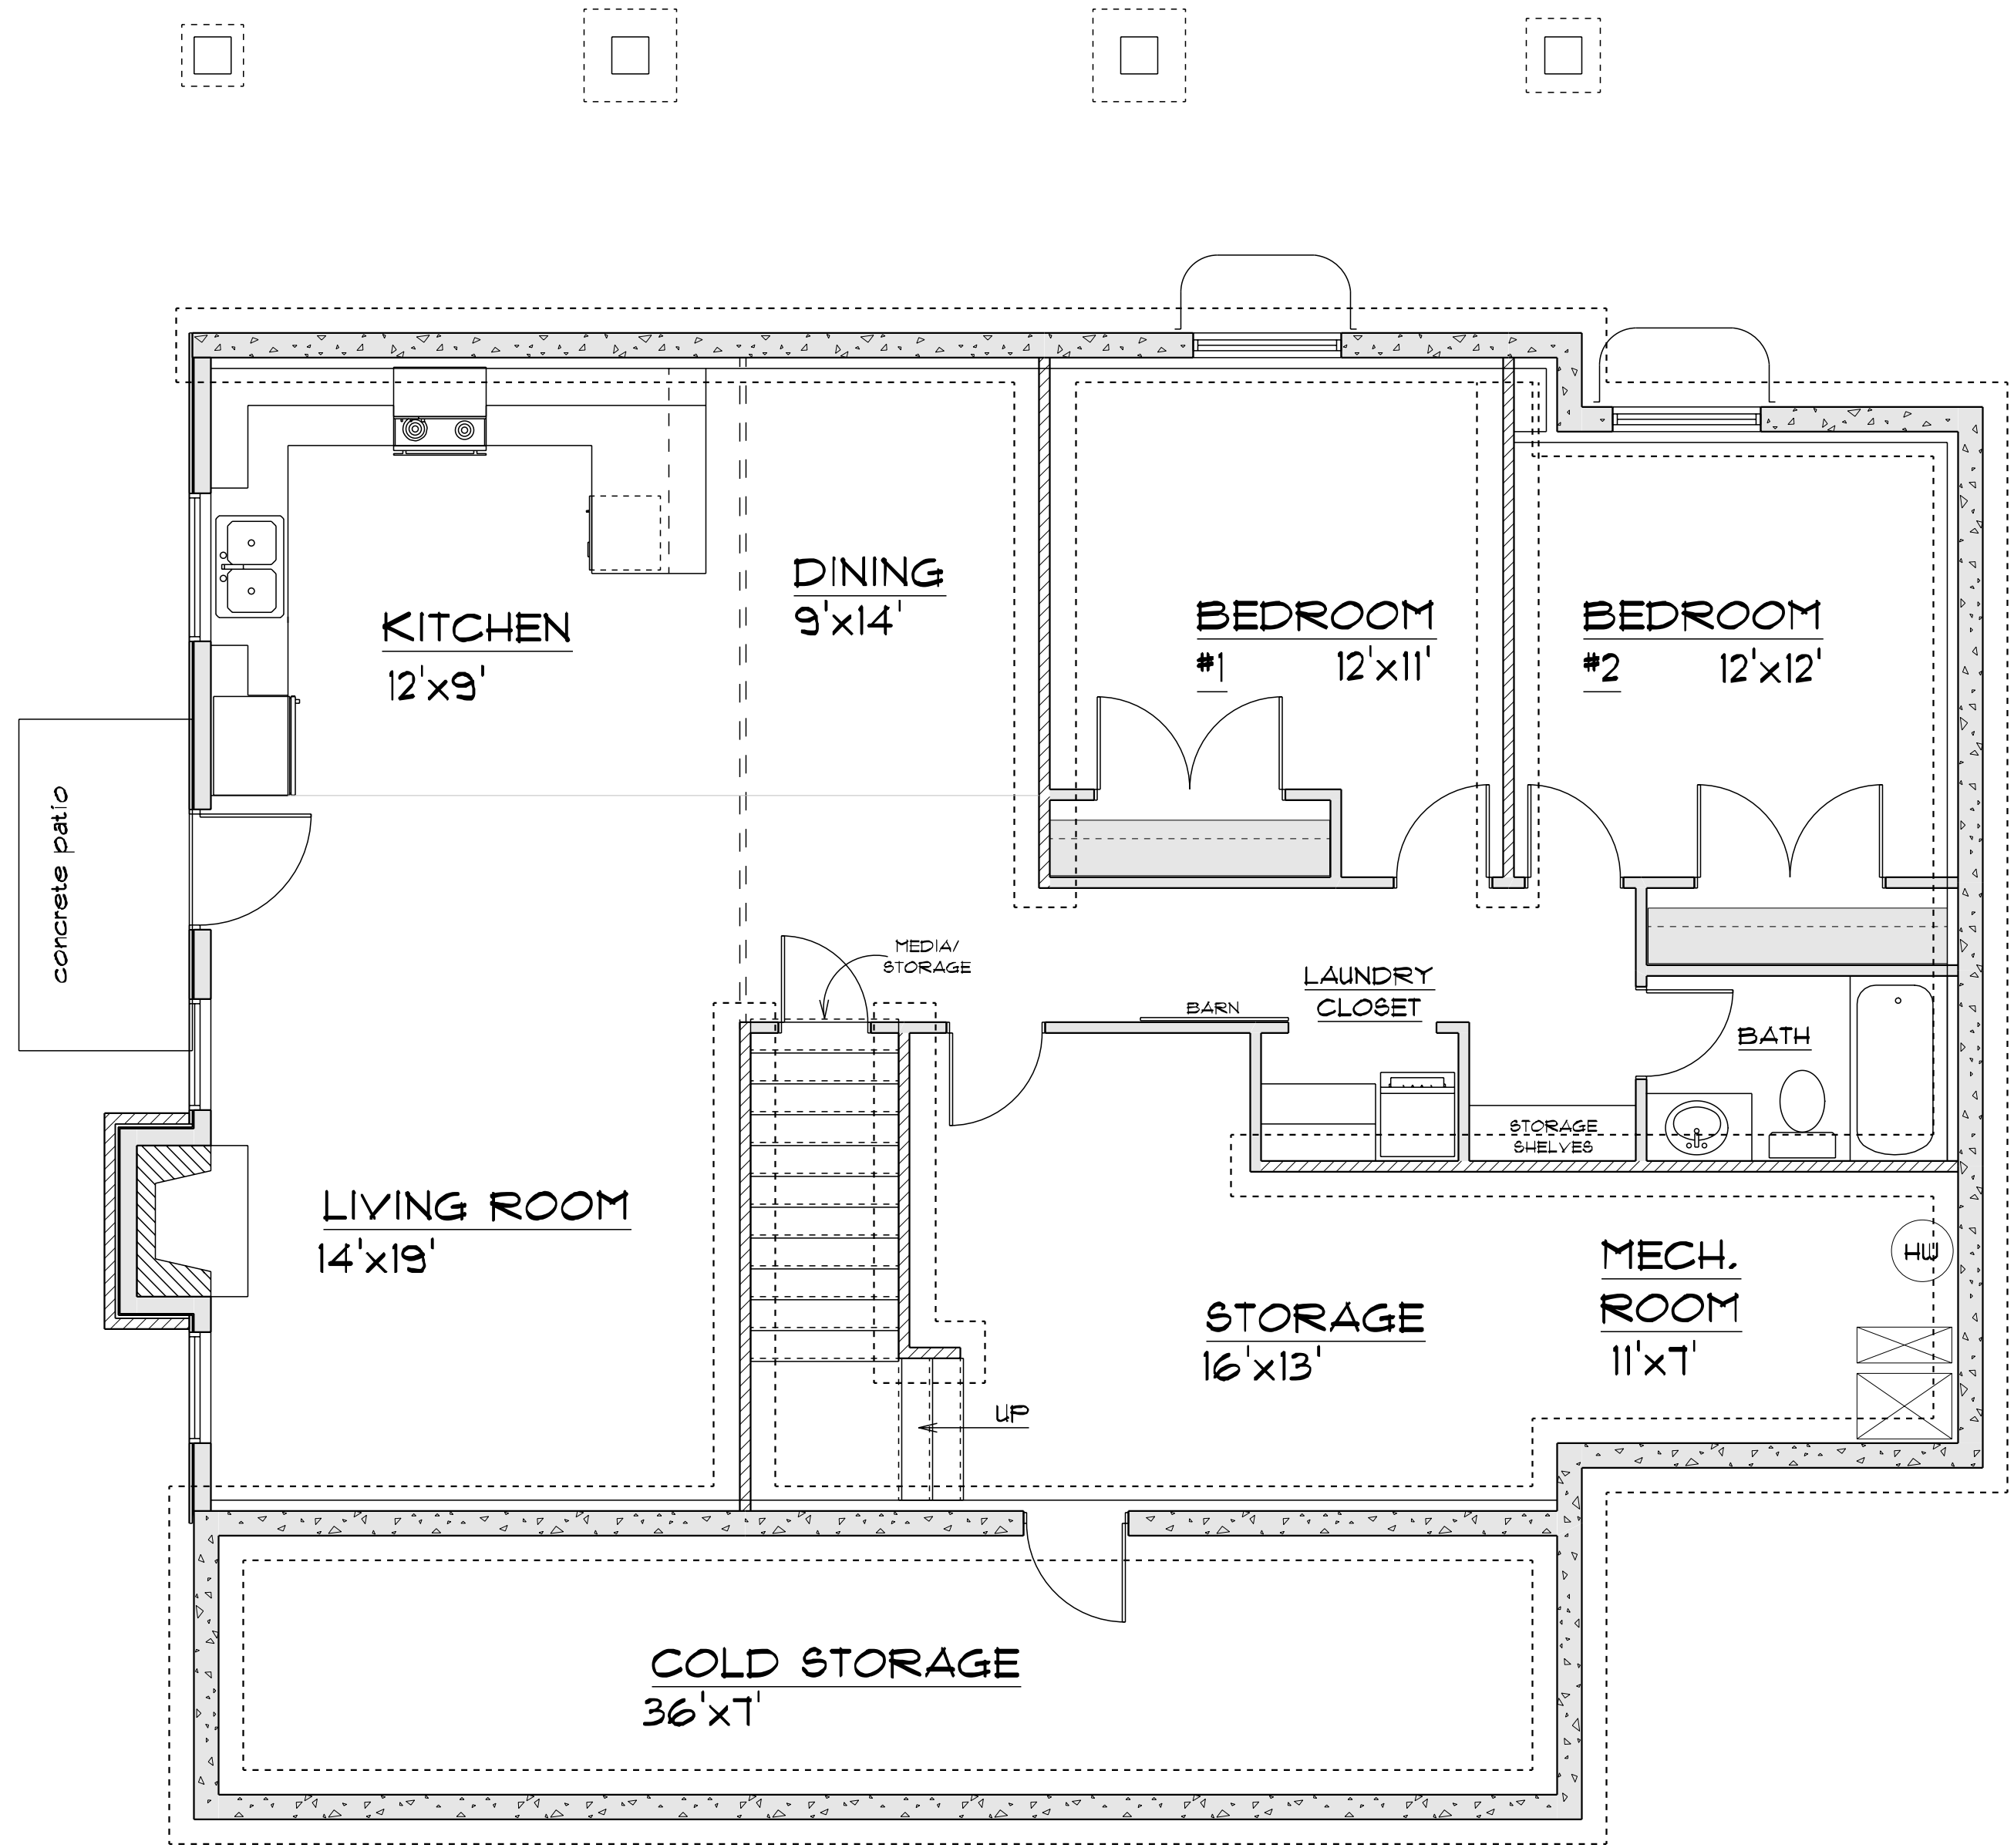 DINING
9'x14'
KITCHEN
12'x9'
BEDROOM
#1 12'x11'
BEDROOM
#2 12'x12'
concrete patio
MEDIA/
STORAGE
LAUNDRY
CLOSET
BARN
BATH
STORAGE
SHELVES
LIVING ROOM
14'x19'
HW
MECH.
ROOM
11'x7'
STORAGE
16'x13'
UP
COLD STORAGE
36'x7'